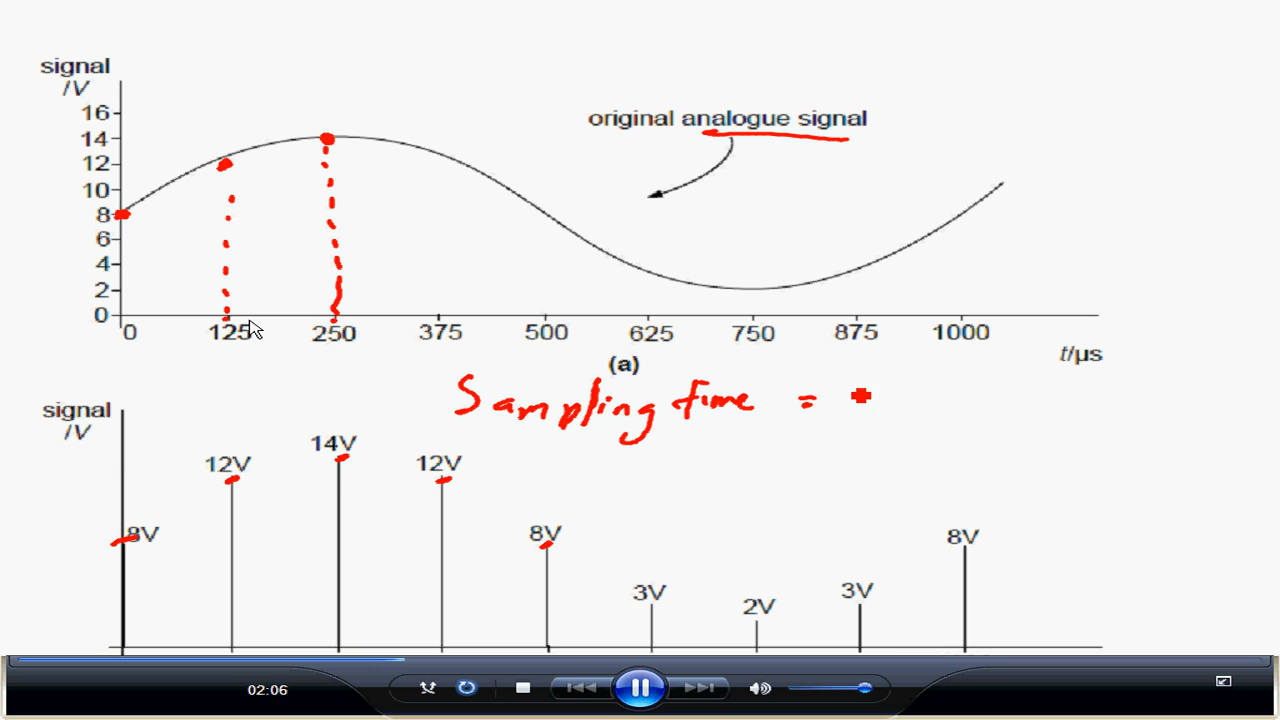 signal
/V
original analogue signal
16
14
12
10
8
6
4
2
0
0 125 250 375 500 625 750 875 1000
t/μs
(a)
Sampling time =
signal
/V
8V 12V 14V 12V 8V 3V 2V 3V 8V
02:06